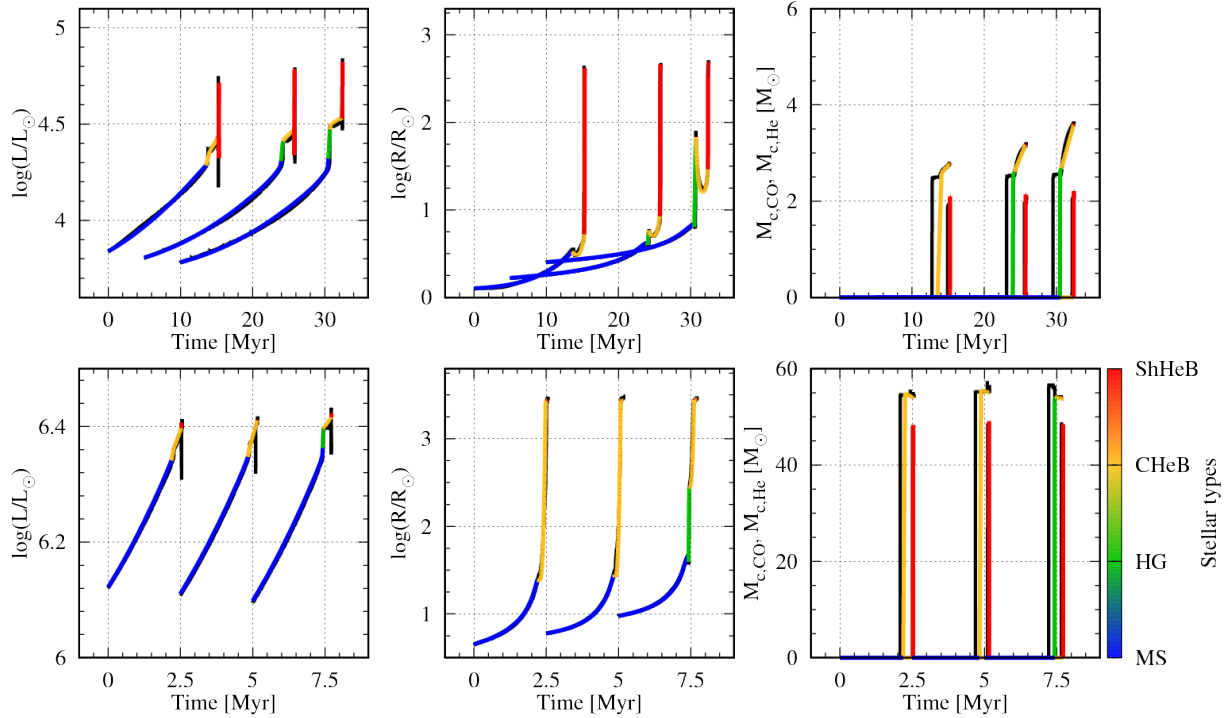 5
4.5
4
log(L/L⊙)
0
10
20
30
Time [Myr]
3
2
1
0
log(R/R⊙)
0
10
20
30
Time [Myr]
6
4
2
0
M_c,CO, M_c,He [M⊙]
0
10
20
30
Time [Myr]
6.4
6.2
6
log(L/L⊙)
0
2.5
5
7.5
Time [Myr]
3
2
1
log(R/R⊙)
0
2.5
5
7.5
Time [Myr]
60
40
20
0
M_c,CO, M_c,He [M⊙]
0
2.5
5
7.5
Time [Myr]
ShHeB
CHeB
HG
MS
Stellar types